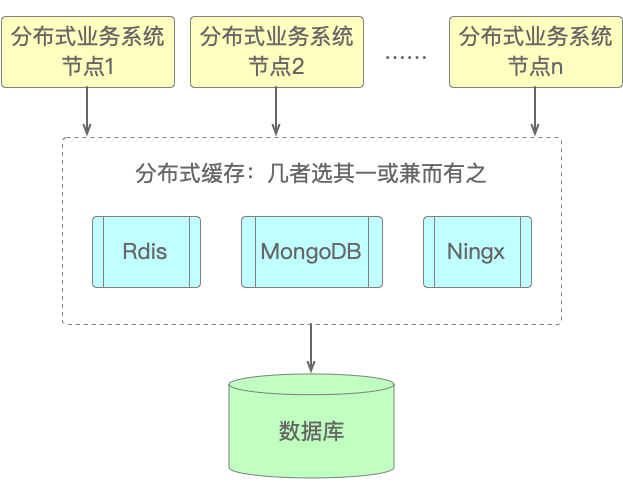 分布式业务系统
节点1
分布式业务系统
节点2
……
分布式业务系统
节点n
分布式缓存：几者选其一或兼而有之
Rdis
MongoDB
Ningx
数据库